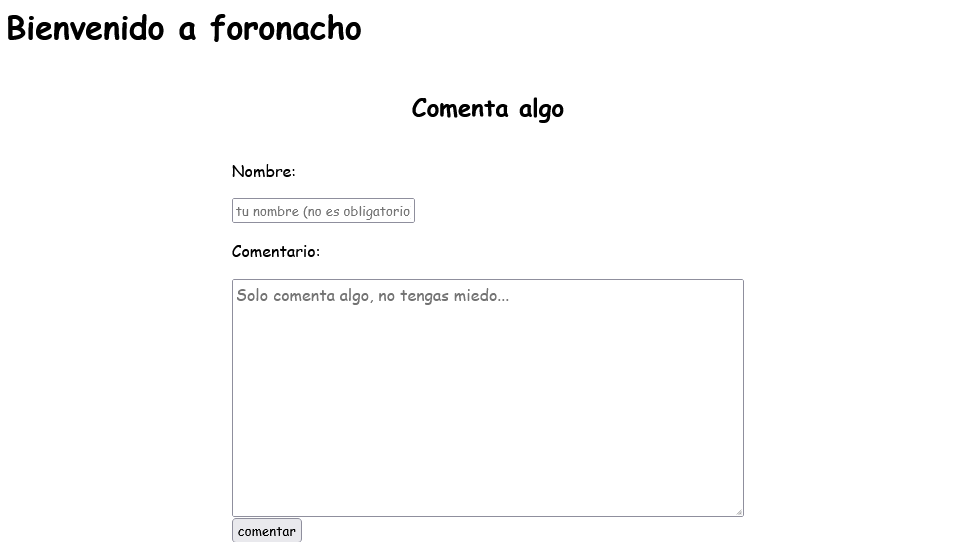 Bienvenido a foronacho
Comenta algo
Nombre:
tu nombre (no es obligatorio
Comentario:
Solo comenta algo, no tengas miedo...
comentar